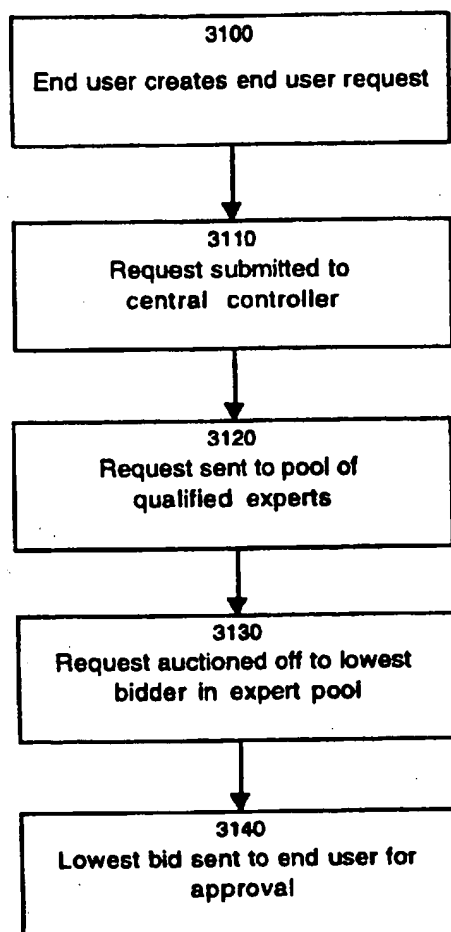 3100
End user creates end user request
3110
Request submitted to
central controller
3120
Request sent to pool of
qualified experts
3130
Request auctioned off to lowest
bidder in expert pool
3140
Lowest bid sent to end user for
approval